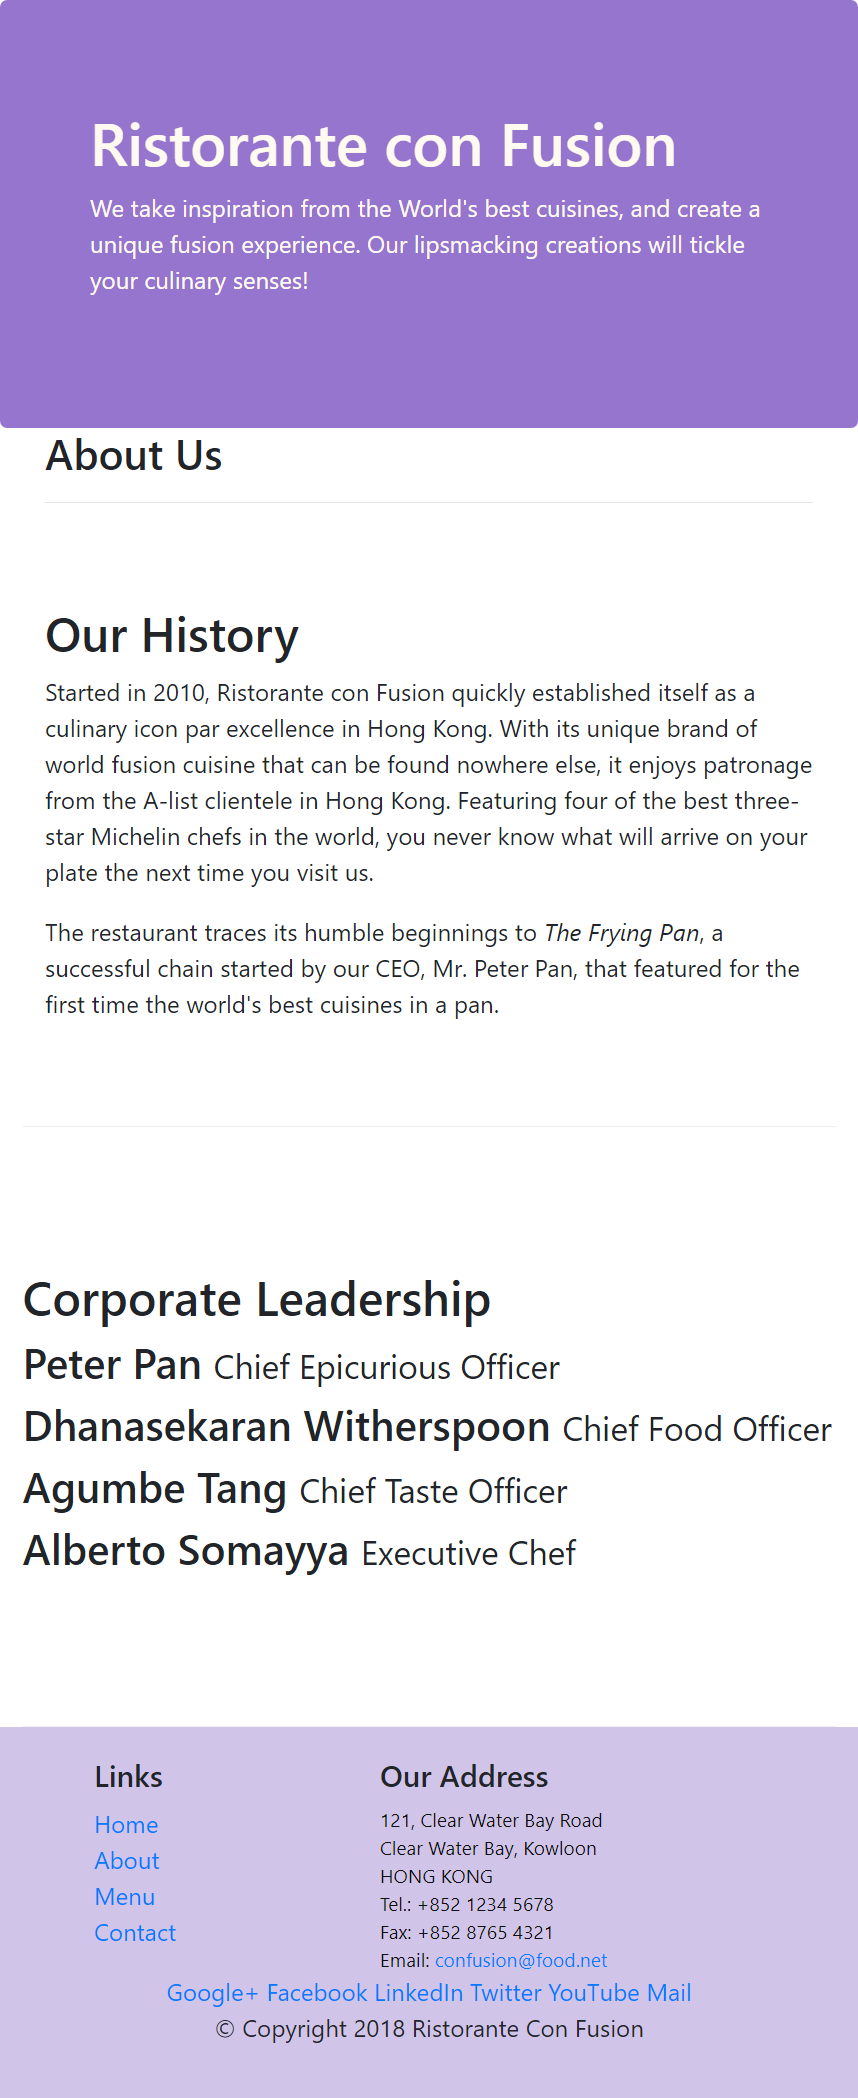 Ristorante con Fusion
We take inspiration from the World's best cuisines, and create a
unique fusion experience. Our lipsmacking creations will tickle
your culinary senses!
About Us
Our History
Started in 2010, Ristorante con Fusion quickly established itself as a
culinary icon par excellence in Hong Kong. With its unique brand of
world fusion cuisine that can be found nowhere else, it enjoys patronage
from the A-list clientele in Hong Kong. Featuring four of the best three-
star Michelin chefs in the world, you never know what will arrive on your
plate the next time you visit us.
The restaurant traces its humble beginnings to The Frying Pan, a
successful chain started by our CEO, Mr. Peter Pan, that featured for the
first time the world's best cuisines in a pan.
Corporate Leadership
Peter Pan Chief Epicurious Officer
Dhanasekaran Witherspoon Chief Food Officer
Agumbe Tang Chief Taste Officer
Alberto Somayya Executive Chef
Links
Home
About
Menu
Contact
Our Address
121, Clear Water Bay Road
Clear Water Bay, Kowloon
HONG KONG
Tel.: +852 1234 5678
Fax: +852 8765 4321
Email: confusion@food.net
Google+ Facebook LinkedIn Twitter YouTube Mail
© Copyright 2018 Ristorante Con Fusion